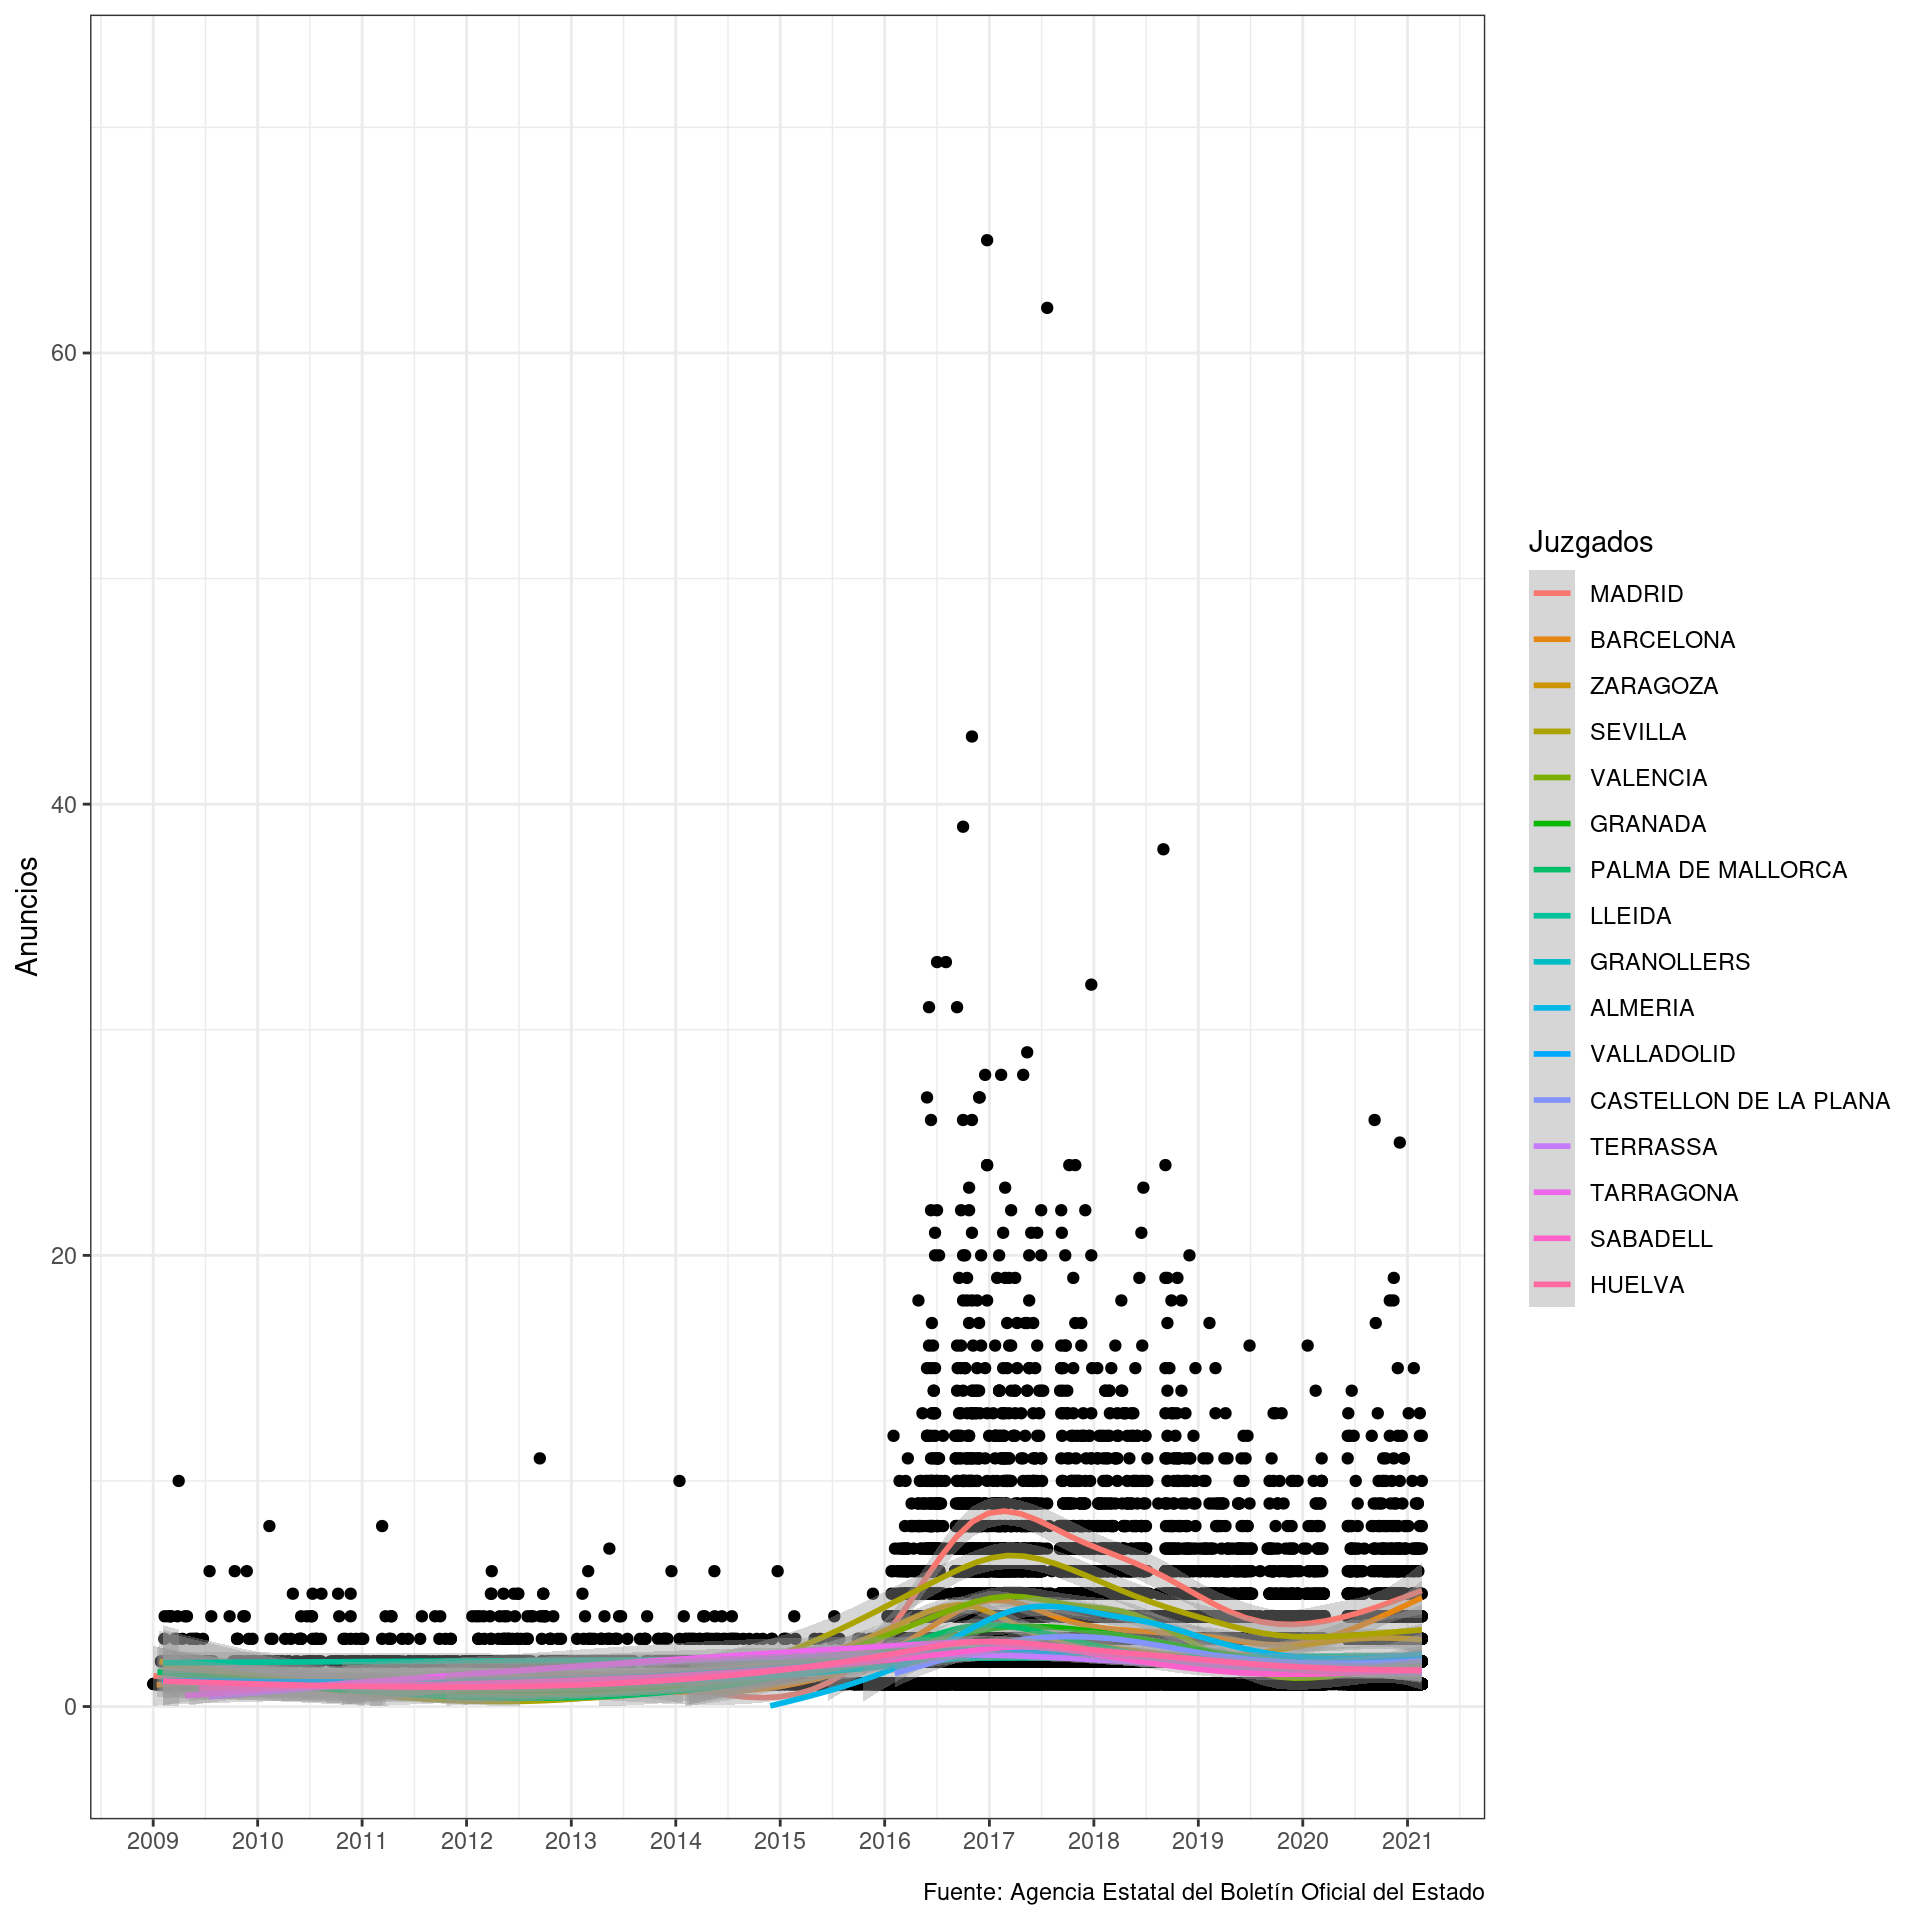 Anuncios
60
40
20
0
2009 2010 2011 2012 2013 2014 2015 2016 2017 2018 2019 2020 2021
Fuente: Agencia Estatal del Boletín Oficial del Estado
Juzgados
MADRID
BARCELONA
ZARAGOZA
SEVILLA
VALENCIA
GRANADA
PALMA DE MALLORCA
LLEIDA
GRANOLLERS
ALMERIA
VALLADOLID
CASTELLON DE LA PLANA
TERRASSA
TARRAGONA
SABADELL
HUELVA